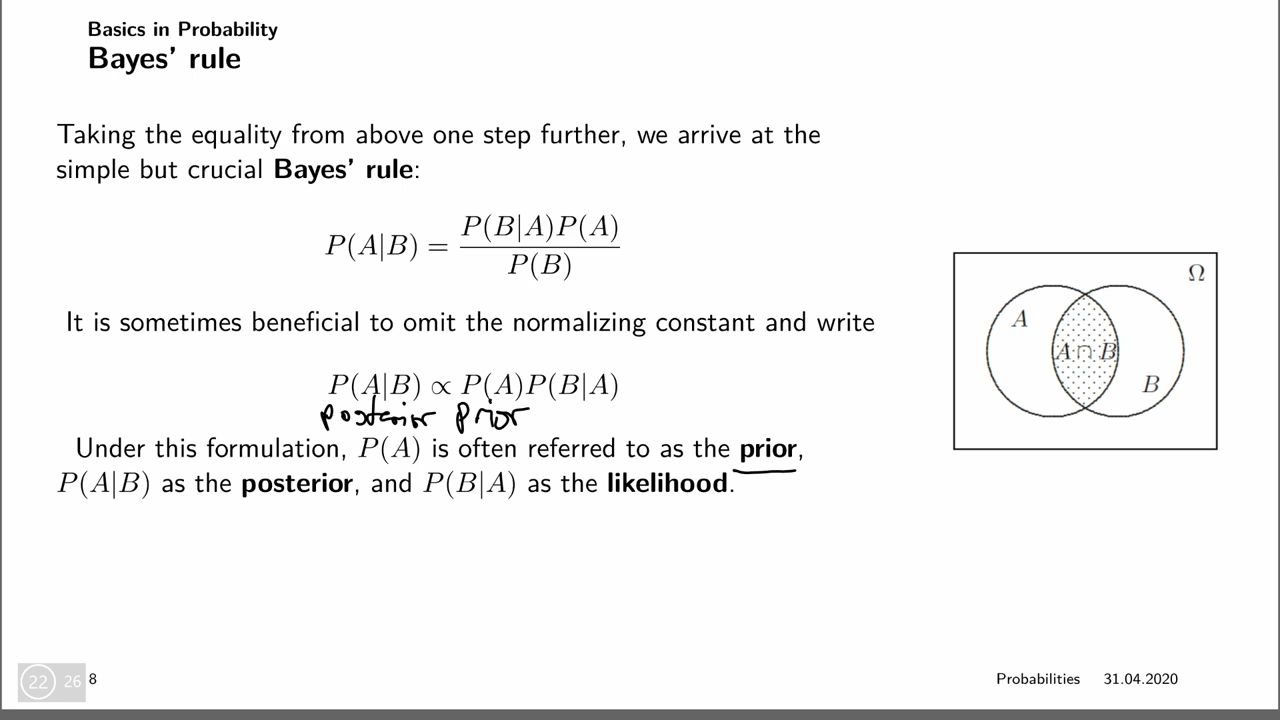 Basics in Probability
Bayes' rule
Taking the equality from above one step further, we arrive at the
simple but crucial Bayes' rule:
P(A|B) = P(B|A)P(A) / P(B)
It is sometimes beneficial to omit the normalizing constant and write
P(A|B) ∝ P(A)P(B|A)
posterior prior
Under this formulation, P(A) is often referred to as the prior,
P(A|B) as the posterior, and P(B|A) as the likelihood.
Ω
A
A ∩ B
B
22 26 8
Probabilities 31.04.2020